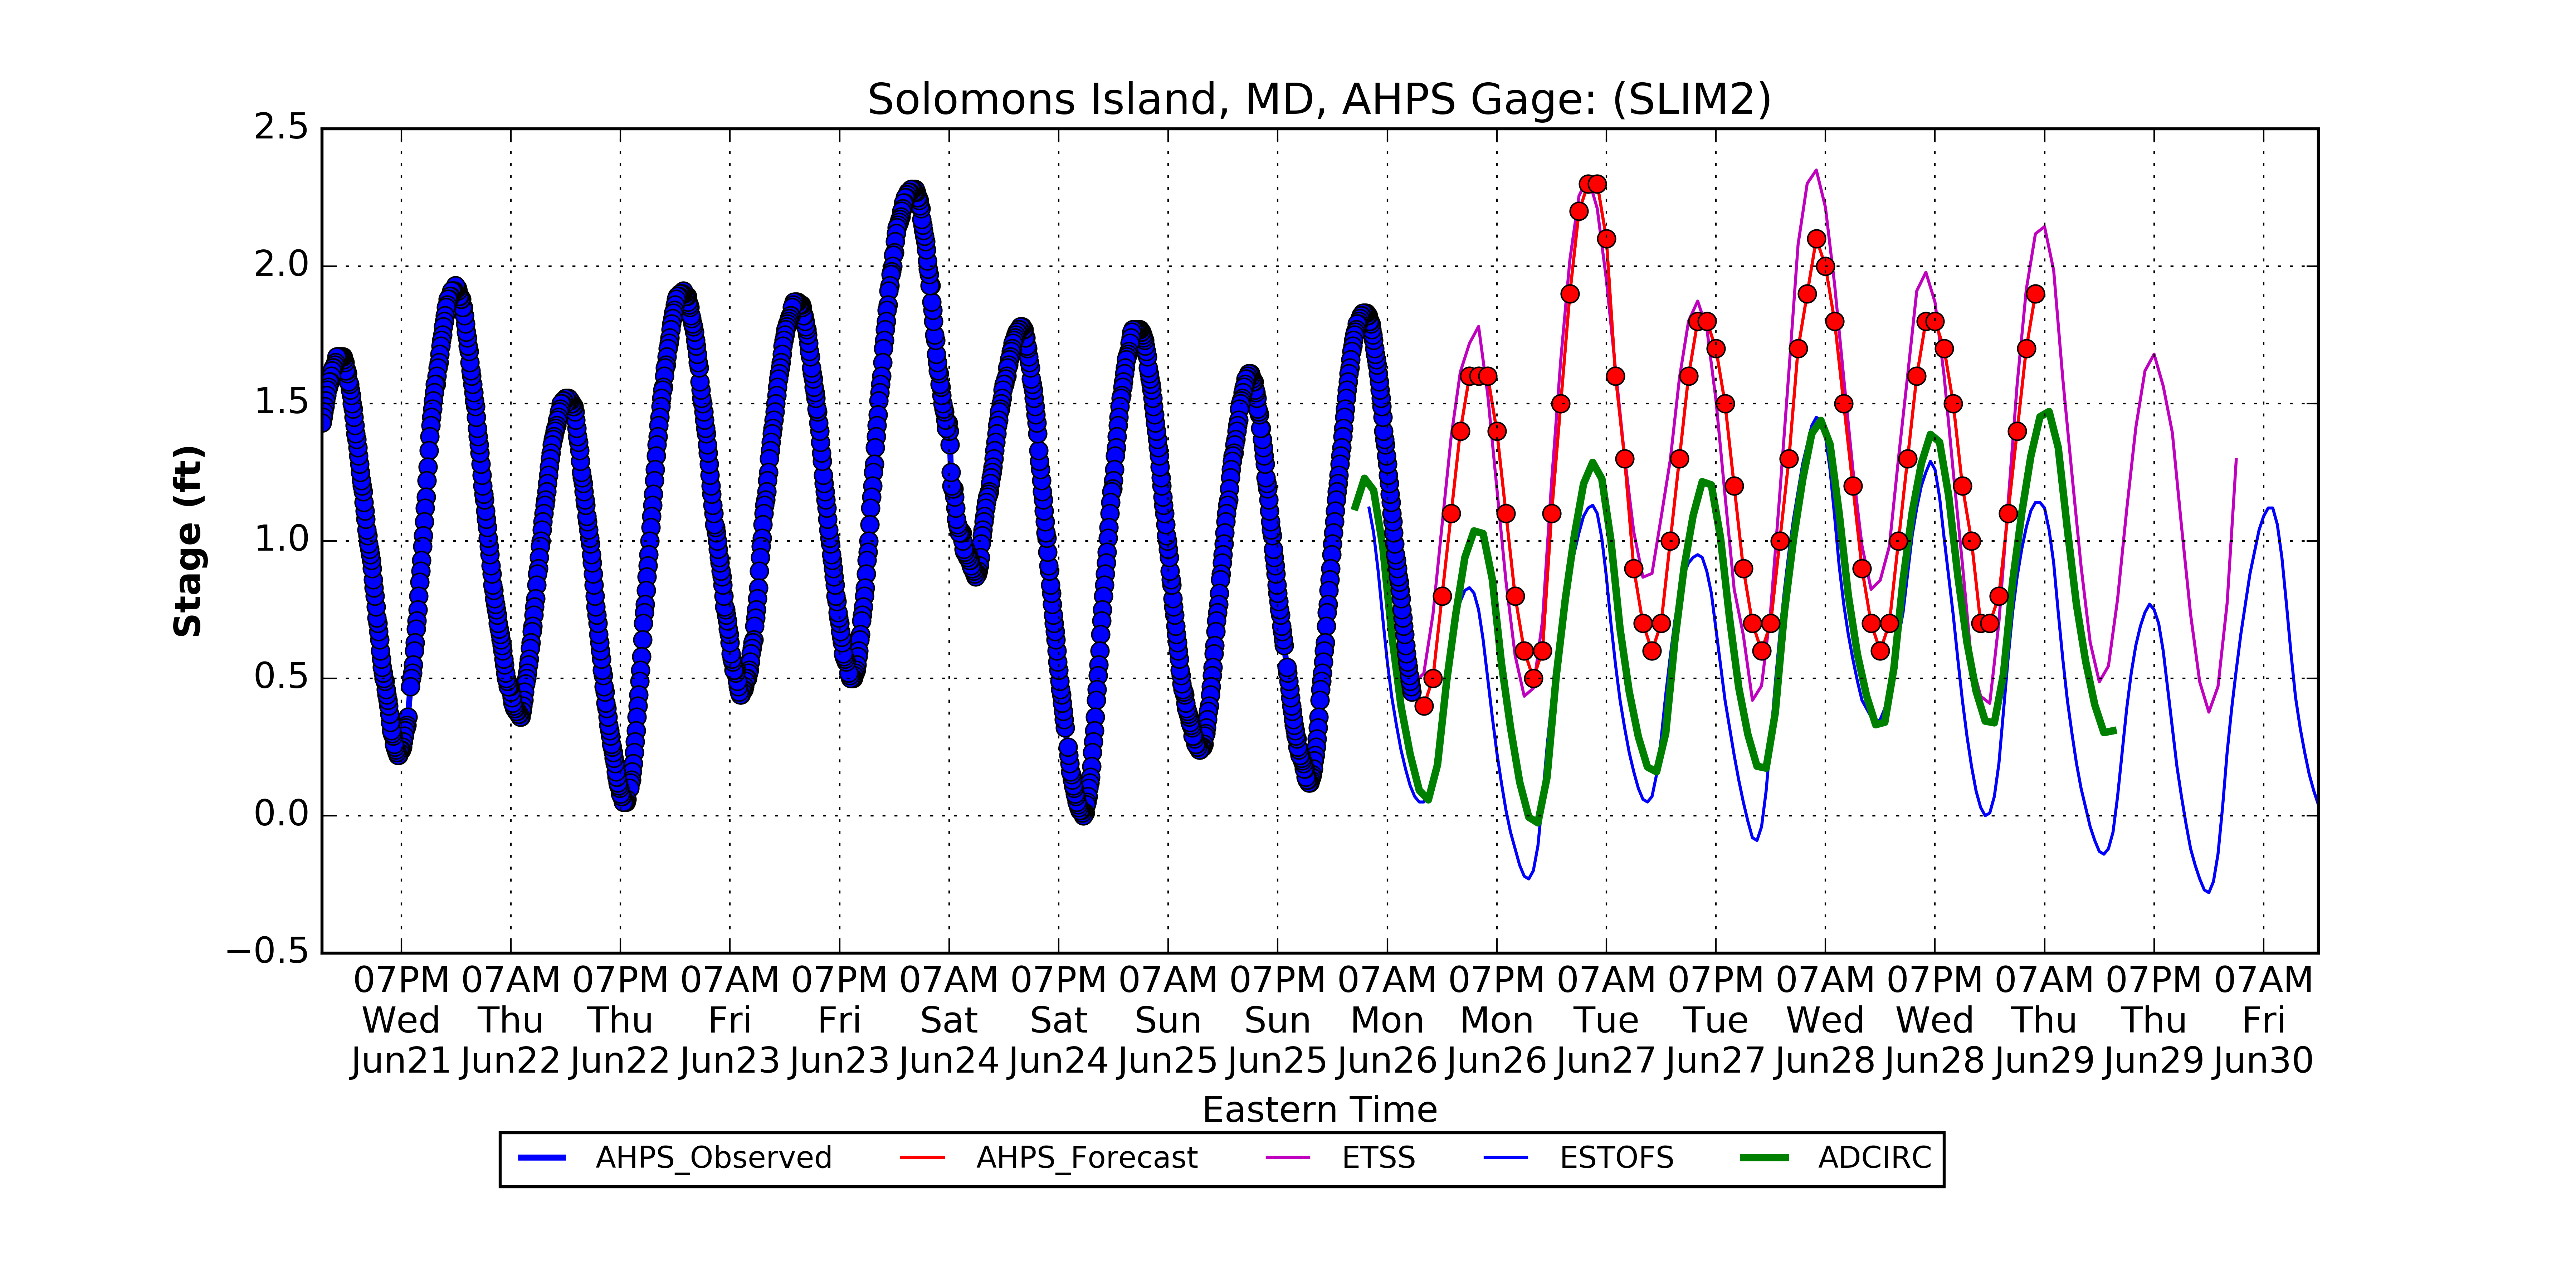 Solomons Island, MD, AHPS Gage: (SLIM2)
2.5
2.0
1.5
1.0
0.5
0.0
−0.5
Stage (ft)
07PM 07AM 07PM 07AM 07PM 07AM 07PM 07AM 07PM 07AM 07PM 07AM 07PM 07AM 07PM 07AM 07PM 07AM
Wed Thu Thu Fri Fri Sat Sat Sun Sun Mon Mon Tue Tue Wed Wed Thu Thu Fri
Jun21 Jun22 Jun22 Jun23 Jun23 Jun24 Jun24 Jun25 Jun25 Jun26 Jun26 Jun27 Jun27 Jun28 Jun28 Jun29 Jun29 Jun30
Eastern Time
AHPS_Observed AHPS_Forecast ETSS ESTOFS ADCIRC